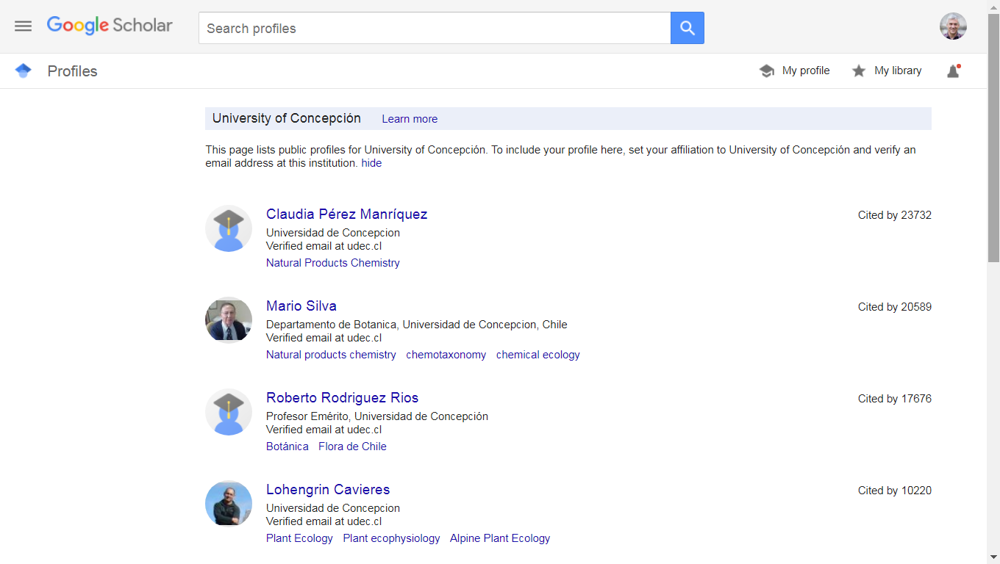 Google Scholar
Search profiles
Profiles
My profile
My library
University of Concepción Learn more
This page lists public profiles for University of Concepción. To include your profile here, set your affiliation to University of Concepción and verify an
email address at this institution. hide
Claudia Pérez Manríquez
Cited by 23732
Universidad de Concepcion
Verified email at udec.cl
Natural Products Chemistry
Mario Silva
Cited by 20589
Departamento de Botanica, Universidad de Concepcion, Chile
Verified email at udec.cl
Natural products chemistry chemotaxonomy chemical ecology
Roberto Rodriguez Rios
Cited by 17676
Profesor Emérito, Universidad de Concepción
Verified email at udec.cl
Botánica Flora de Chile
Lohengrin Cavieres
Cited by 10220
Universidad de Concepcion
Verified email at udec.cl
Plant Ecology Plant ecophysiology Alpine Plant Ecology